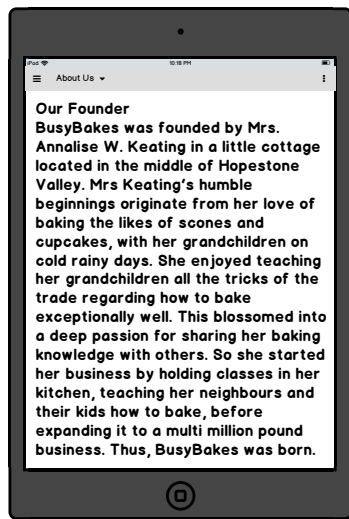 iPod 10:18 PM
About Us
Our Founder
BusyBakes was founded by Mrs.
Annalise W. Keating in a little cottage
located in the middle of Hopestone
Valley. Mrs Keating's humble
beginnings originate from her love of
baking the likes of scones and
cupcakes, with her grandchildren on
cold rainy days. She enjoyed teaching
her grandchildren all the tricks of the
trade regarding how to bake
exceptionally well. This blossomed into
a deep passion for sharing her baking
knowledge with others. So she started
her business by holding classes in her
kitchen, teaching her neighbours and
their kids how to bake, before
expanding it to a multi million pound
business. Thus, BusyBakes was born.